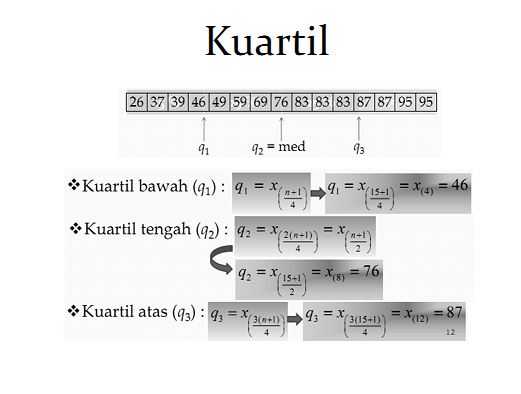 Kuartil
26 37 39 46 49 59 69 76 83 83 83 87 87 95 95
q₁ q₂ = med q₃
❖Kuartil bawah (q₁) : q₁ = x₍ₙ₊₁⁄₄₎ → q₁ = x₍₁₅₊₁⁄₄₎ = x₍₄₎ = 46
❖Kuartil tengah (q₂) : q₂ = x₍₂₍ₙ₊₁₎⁄₄₎ = x₍ₙ₊₁⁄₂₎
q₂ = x₍₁₅₊₁⁄₂₎ = x₍₈₎ = 76
❖Kuartil atas (q₃) : q₃ = x₍₃₍ₙ₊₁₎⁄₄₎ → q₃ = x₍₃₍₁₅₊₁₎⁄₄₎ = x₍₁₂₎ = 87
12